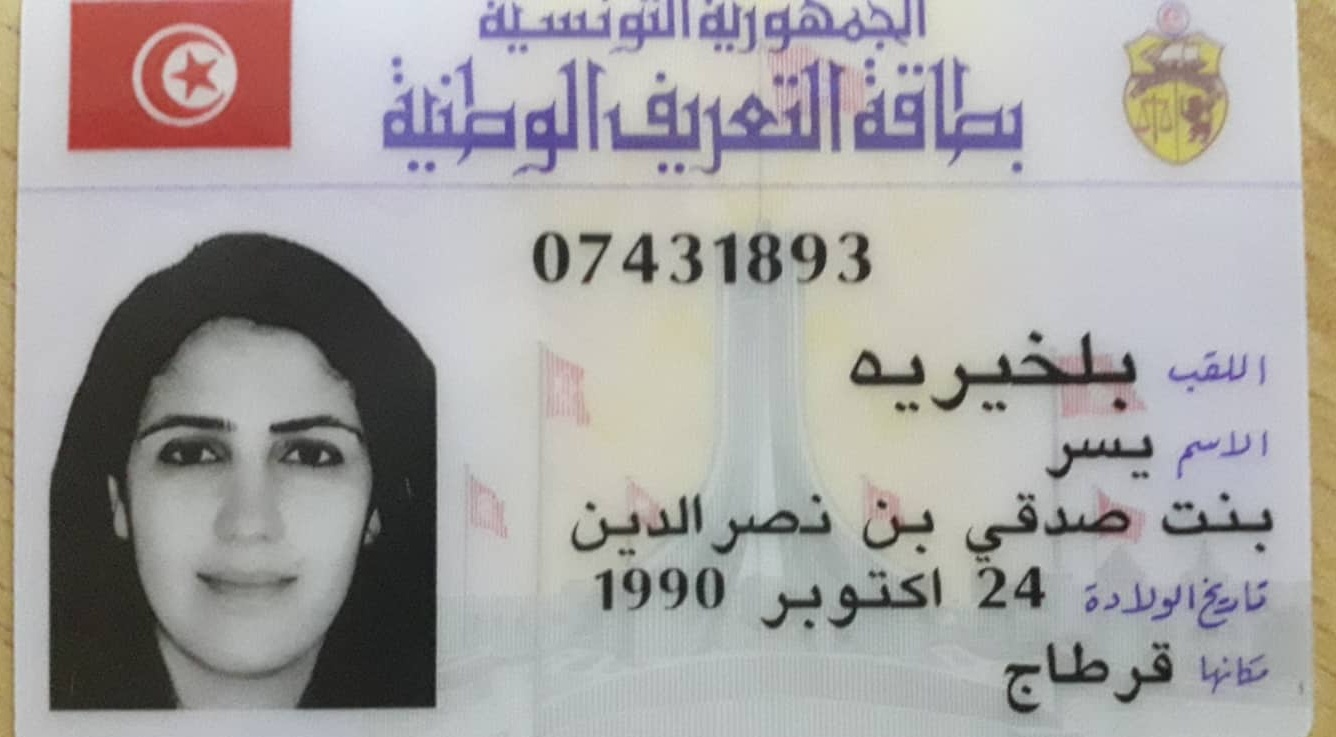 الجمهورية التونسية
بطاقة التعريف الوطنية
07431893
اللقب بلخيريه
الاسم يسر
بنت صدقي بن نصر الدين
تاريخ الولادة 24 اكتوبر 1990
مكانها قرطاج